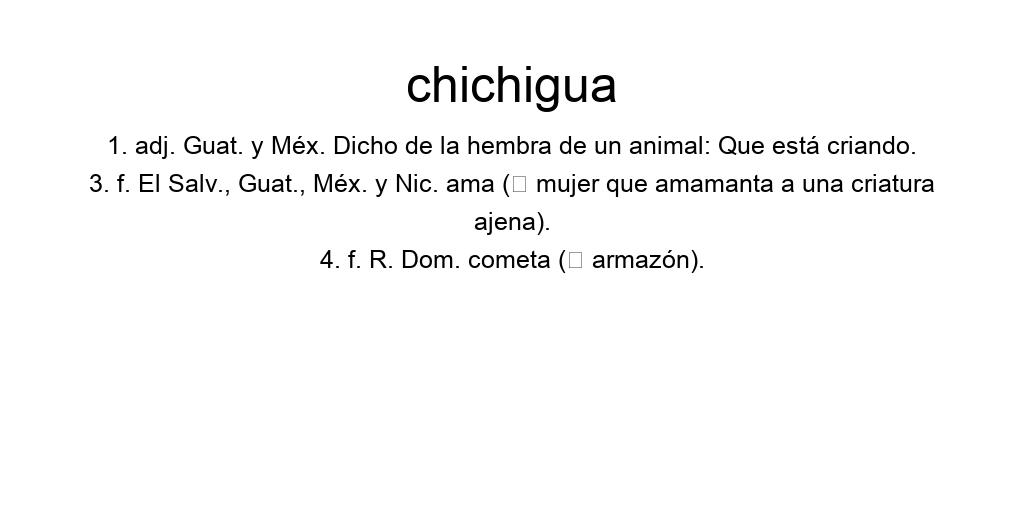 chichigua
1. adj. Guat. y Méx. Dicho de la hembra de un animal: Que está criando.
3. f. El Salv., Guat., Méx. y Nic. ama (□ mujer que amamanta a una criatura
ajena).
4. f. R. Dom. cometa (□ armazón).